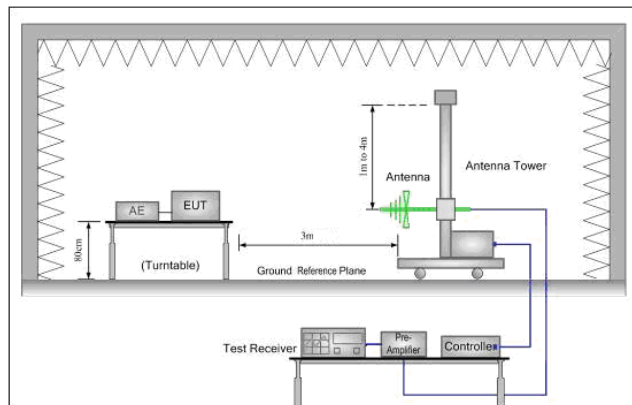 1m to 4m
Antenna
Antenna Tower
AE
EUT
80cm
(Turntable)
3m
Ground Reference Plane
Test Receiver
Pre-
Amplifier
Controller